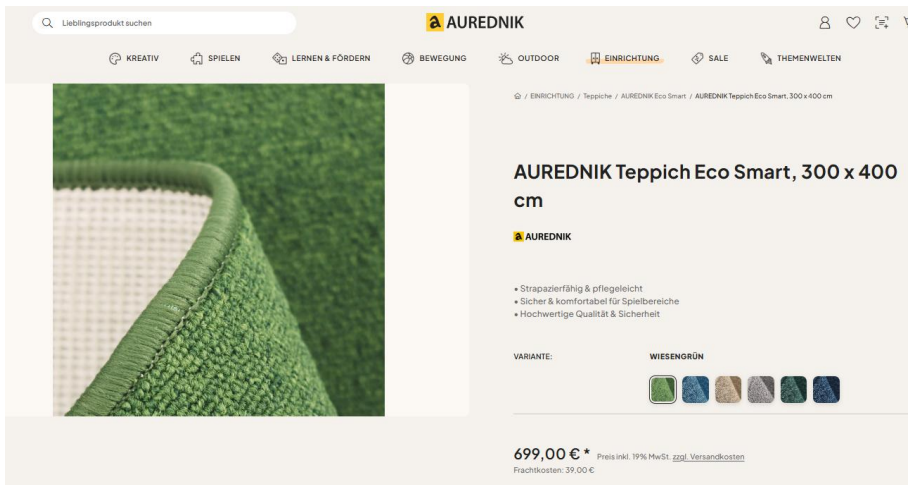 Lieblingsprodukt suchen
a AUREDNIK
KREATIV SPIELEN LERNEN & FÖRDERN BEWEGUNG OUTDOOR EINRICHTUNG SALE THEMENWELTEN
/ EINRICHTUNG / Teppiche / AUREDNIK Eco Smart / AUREDNIK Teppich Eco Smart, 300 x 400 cm
AUREDNIK Teppich Eco Smart, 300 x 400
cm
a AUREDNIK
• Strapazierfähig & pflegeleicht
• Sicher & komfortabel für Spielbereiche
• Hochwertige Qualität & Sicherheit
VARIANTE: WIESENGRÜN
699,00 € * Preis inkl. 19% MwSt. zzgl. Versandkosten
Frachtkosten: 39,00 €